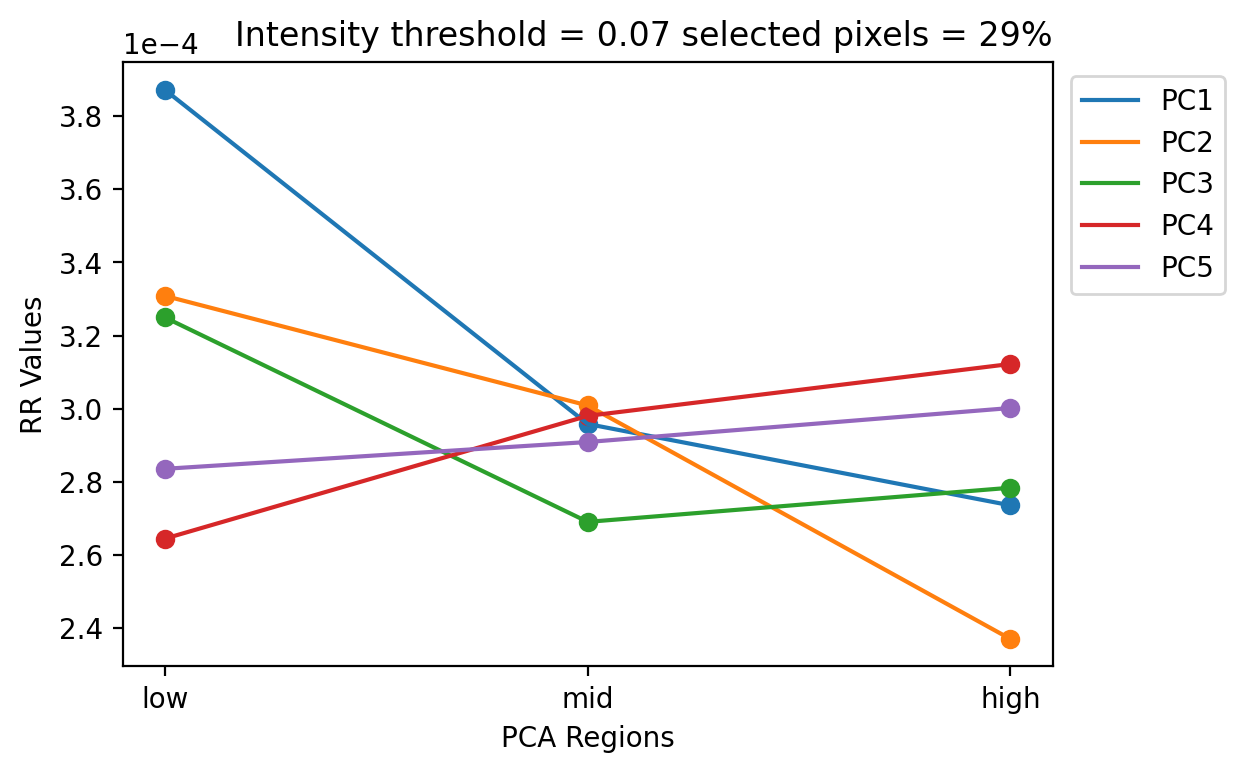 Intensity threshold = 0.07 selected pixels = 29%
1e−4
3.8
3.6
3.4
3.2
3.0
2.8
2.6
2.4
RR Values
low
mid
high
PCA Regions
PC1
PC2
PC3
PC4
PC5